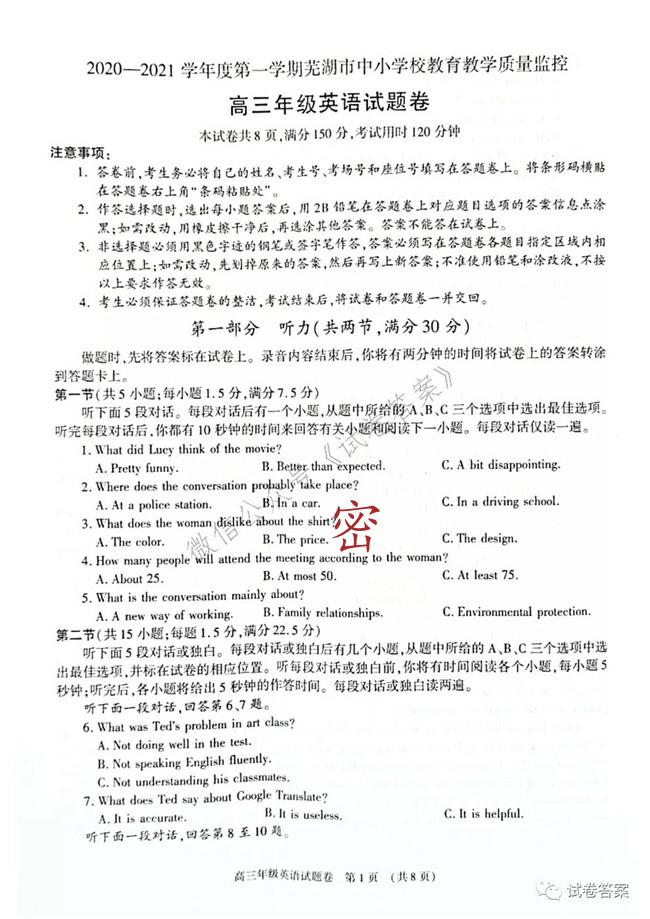 2020—2021 学年度第一学期芜湖市中小学校教育教学质量监控
高三年级英语试题卷
本试卷共 8 页,满分 150 分,考试用时 120 分钟
注意事项:
1. 答卷前,考生务必将自己的姓名、考生号、考场号和座位号填写在答题卷上。将条形码横贴
在答题卷右上角“条码粘贴处”。
2. 作答选择题时,选出每小题答案后,用 2B 铅笔在答题卷上对应题目选项的答案信息点涂
黑;如需改动,用橡皮擦干净后,再选涂其他答案。答案不能答在试卷上。
3. 非选择题必须用黑色字迹的钢笔或签字笔作答,答案必须写在答题卷各题目指定区域内相
应位置上;如需改动,先划掉原来的答案,然后再写上新答案;不准使用铅笔和涂改液,不按
以上要求作答无效。
4. 考生必须保证答题卷的整洁,考试结束后,将试卷和答题卷一并交回。
第一部分 听力(共两节,满分 30 分)
做题时,先将答案标在试卷上。录音内容结束后,你将有两分钟的时间将试卷上的答案转涂
到答题卡上。
第一节(共 5 小题;每小题 1.5 分,满分 7.5 分)
听下面 5 段对话。每段对话后有一个小题,从题中所给的 A、B、C 三个选项中选出最佳选项。
听完每段对话后,你都有 10 秒钟的时间来回答有关小题和阅读下一小题。每段对话仅读一遍。
1. What did Lucy think of the movie?
A. Pretty funny. B. Better than expected. C. A bit disappointing.
2. Where does the conversation probably take place?
A. At a police station. B. In a car. C. In a driving school.
3. What does the woman dislike about the shirt?
A. The color. B. The price. C. The design.
4. How many people will attend the meeting according to the woman?
A. About 25. B. At most 50. C. At least 75.
5. What is the conversation mainly about?
A. A new way of working. B. Family relationships. C. Environmental protection.
第二节(共 15 小题;每题 1.5 分,满分 22.5 分)
听下面 5 段对话或独白。每段对话或独白后有几个小题,从题中所给的 A、B、C 三个选项中选
出最佳选项,并标在试卷的相应位置。听每段对话或独白前,你将有时间阅读各个小题,每小题 5
秒钟;听完后,各小题将给出 5 秒钟的作答时间。每段对话或独白读两遍。
听下面一段对话,回答第 6、7 题。
6. What was Ted's problem in art class?
A. Not doing well in the test.
B. Not speaking English fluently.
C. Not understanding his classmates.
7. What does Ted say about Google Translate?
A. It is accurate. B. It is useless. C. It is helpful.
听下面一段对话,回答第 8 至 10 题。
高三年级英语试题卷 第 1 页 (共 8 页)
微信公众号《试卷答案》
密
试卷答案